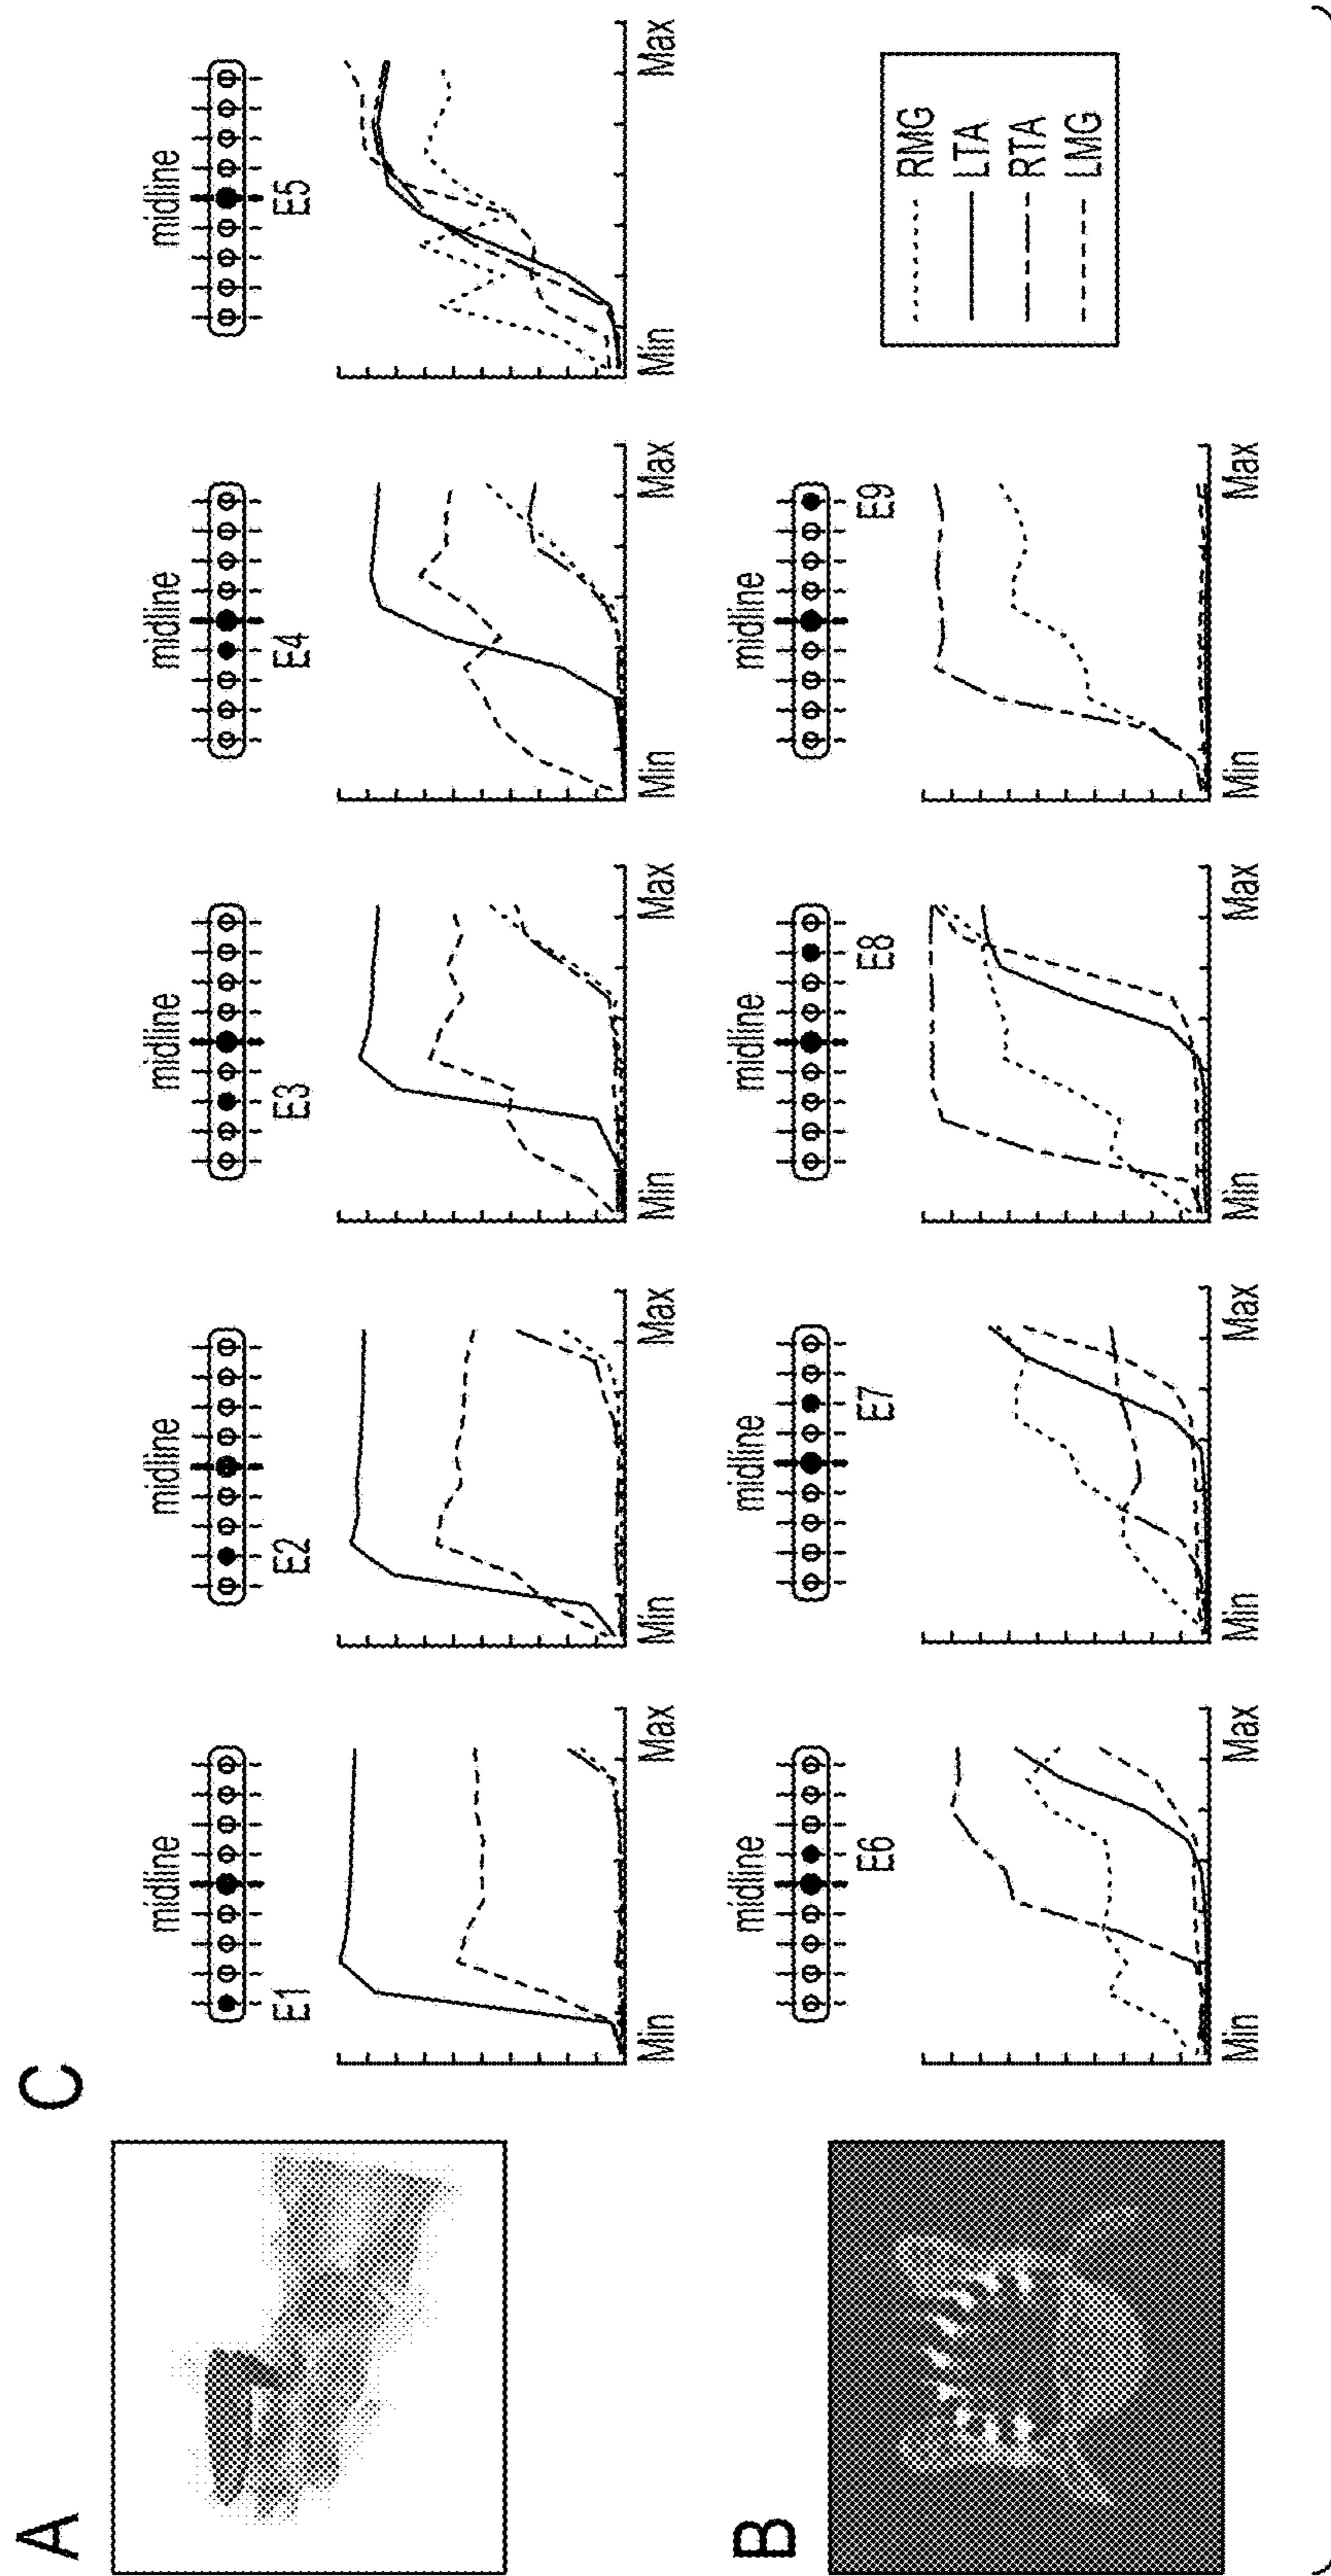 A
B
C
midline
E1
Min Max
midline
E2
Min Max
midline
E3
Min Max
midline
E4
Min Max
midline
E5
Min Max
midline
E6
Min Max
midline
E7
Min Max
midline
E8
Min Max
midline
E9
Min Max
RMG
LTA
RTA
LMG